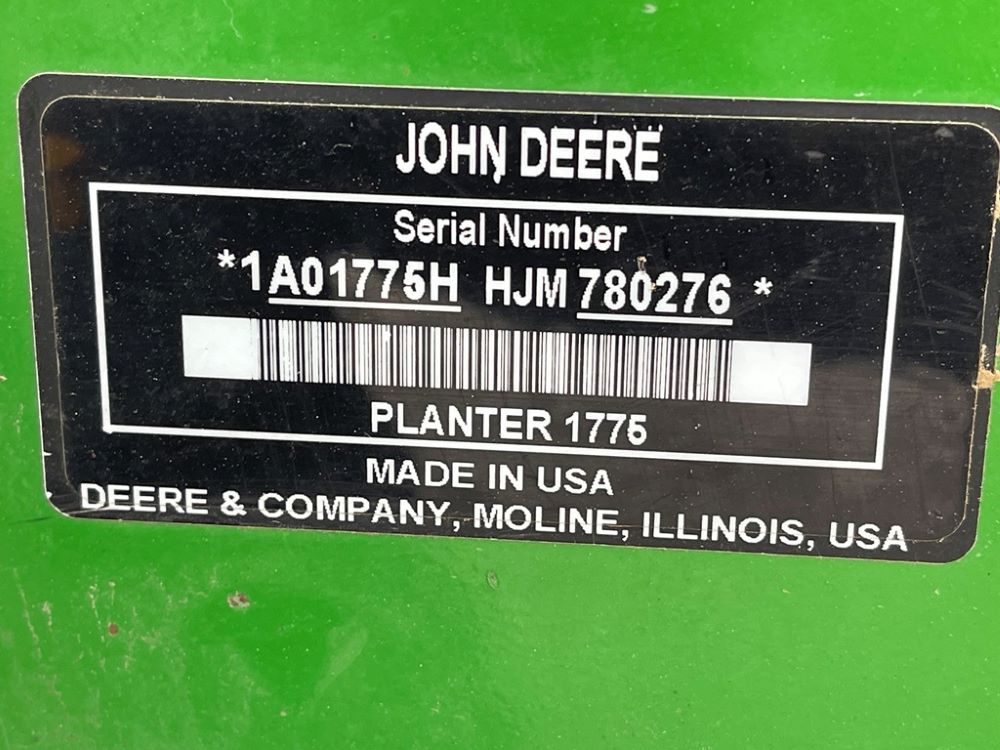 JOHN DEERE
Serial Number
*1A01775H HJM 780276 *
PLANTER 1775
MADE IN USA
DEERE & COMPANY, MOLINE, ILLINOIS, USA